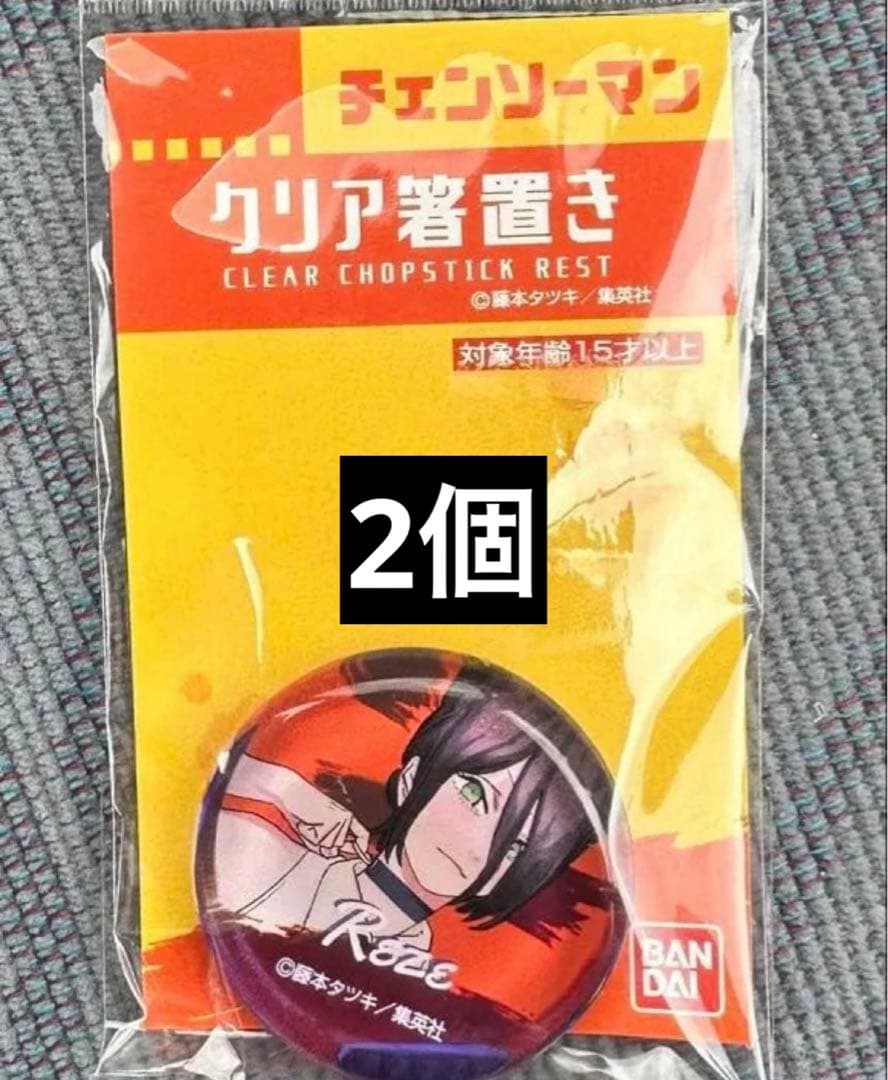 チェンソーマン
クリア箸置き
CLEAR CHOPSTICK REST
©藤本タツキ／集英社
対象年齢15才以上
2個
REZE
©藤本タツキ／集英社
BAN
DAI